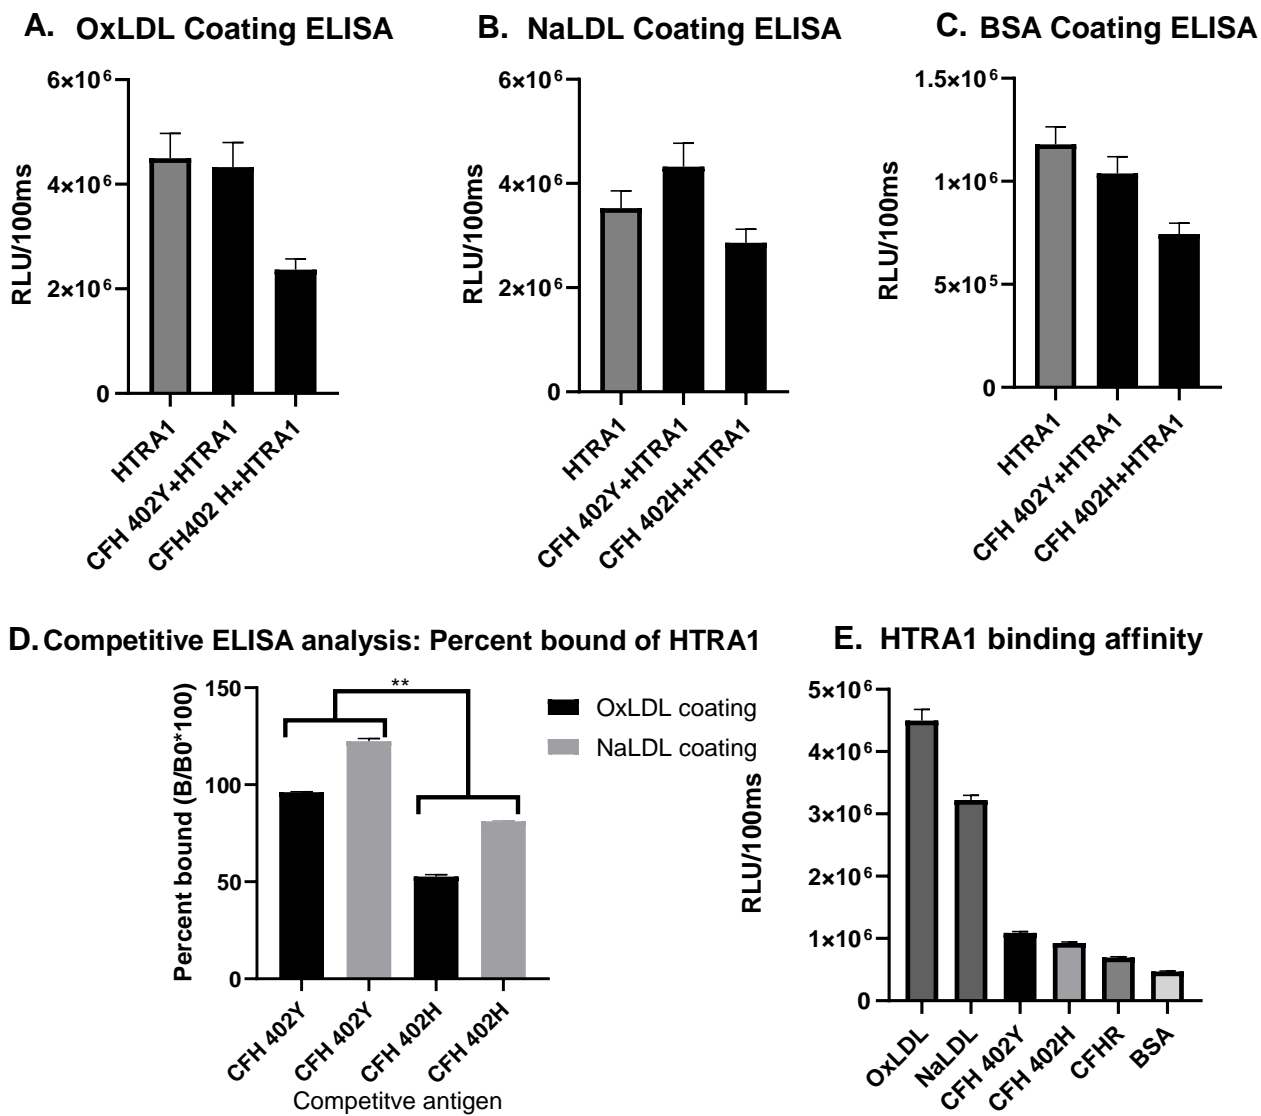 A. OxLDL Coating ELISA
6×10⁶
4×10⁶
2×10⁶
0
RLU/100ms
HTRA1
CFH 402Y+HTRA1
CFH402 H+HTRA1
B. NaLDL Coating ELISA
6×10⁶
4×10⁶
2×10⁶
0
RLU/100ms
HTRA1
CFH 402Y+HTRA1
CFH 402H+HTRA1
C. BSA Coating ELISA
1.5×10⁶
1×10⁶
5×10⁵
0
RLU/100ms
HTRA1
CFH 402Y+HTRA1
CFH 402H+HTRA1
D. Competitive ELISA analysis: Percent bound of HTRA1
150
100
50
0
Percent bound (B/B0*100)
**
OxLDL coating
NaLDL coating
CFH 402Y
CFH 402Y
CFH 402H
CFH 402H
Competitve antigen
E. HTRA1 binding affinity
5×10⁶
4×10⁶
3×10⁶
2×10⁶
1×10⁶
0
RLU/100ms
OxLDL
NaLDL
CFH 402Y
CFH 402H
CFHR
BSA